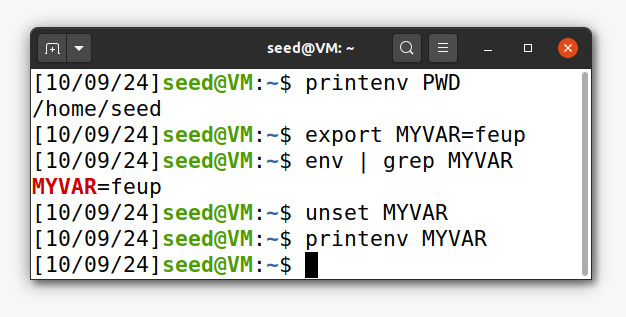 seed@VM: ~
[10/09/24]seed@VM:~$ printenv PWD
/home/seed
[10/09/24]seed@VM:~$ export MYVAR=feup
[10/09/24]seed@VM:~$ env | grep MYVAR
MYVAR=feup
[10/09/24]seed@VM:~$ unset MYVAR
[10/09/24]seed@VM:~$ printenv MYVAR
[10/09/24]seed@VM:~$